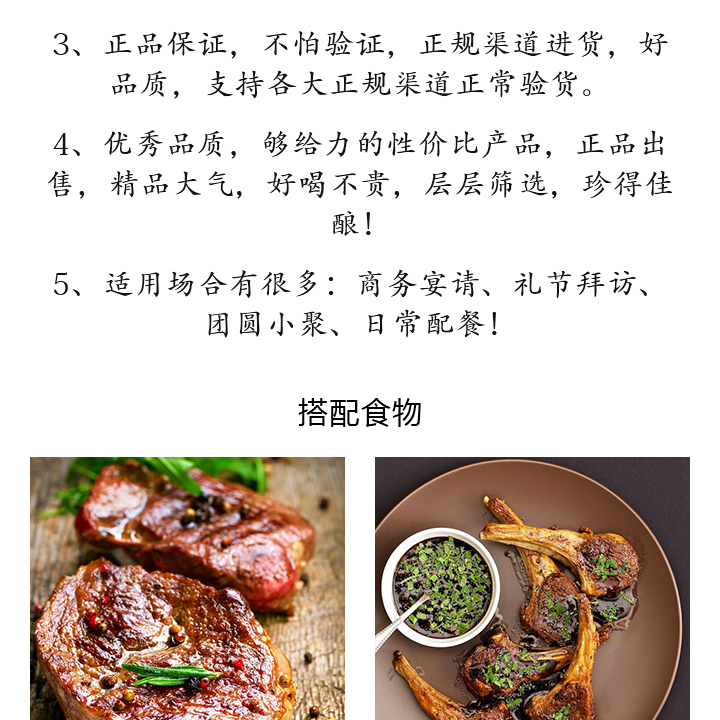 3、正品保证，不怕验证，正规渠道进货，好
品质，支持各大正规渠道正常验货。
4、优秀品质，够给力的性价比产品，正品出
售，精品大气，好喝不贵，层层筛选，珍得佳
酿！
5、适用场合有很多：商务宴请、礼节拜访、
团圆小聚、日常配餐！
搭配食物